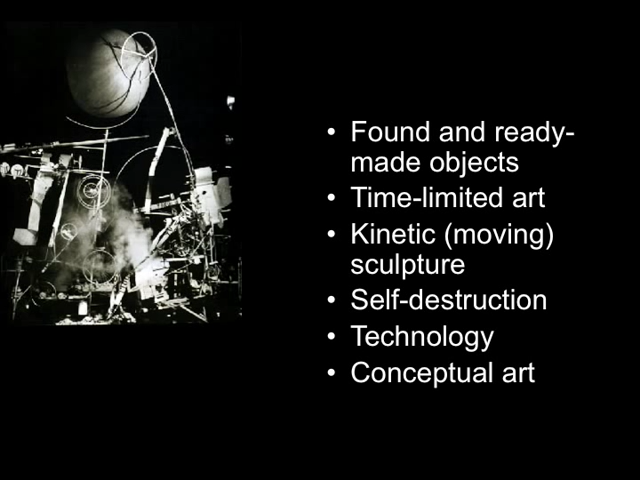 • Found and ready-
made objects
• Time-limited art
• Kinetic (moving)
sculpture
• Self-destruction
• Technology
• Conceptual art